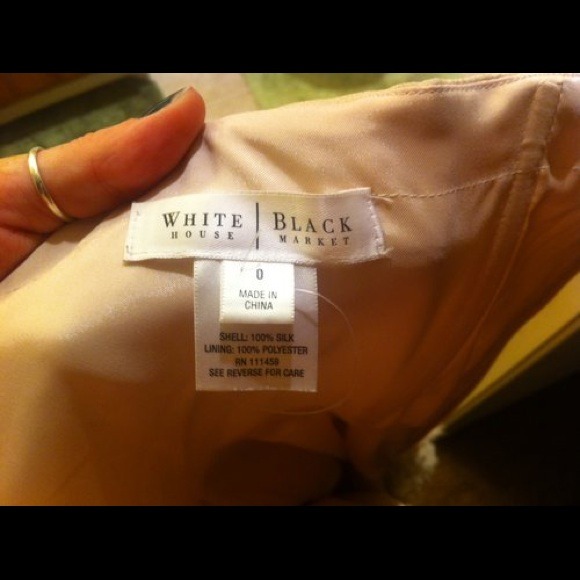 WHITE | BLACK
HOUSE MARKET
0
MADE IN
CHINA
SHELL: 100% SILK
LINING: 100% POLYESTER
RN 111459
SEE REVERSE FOR CARE